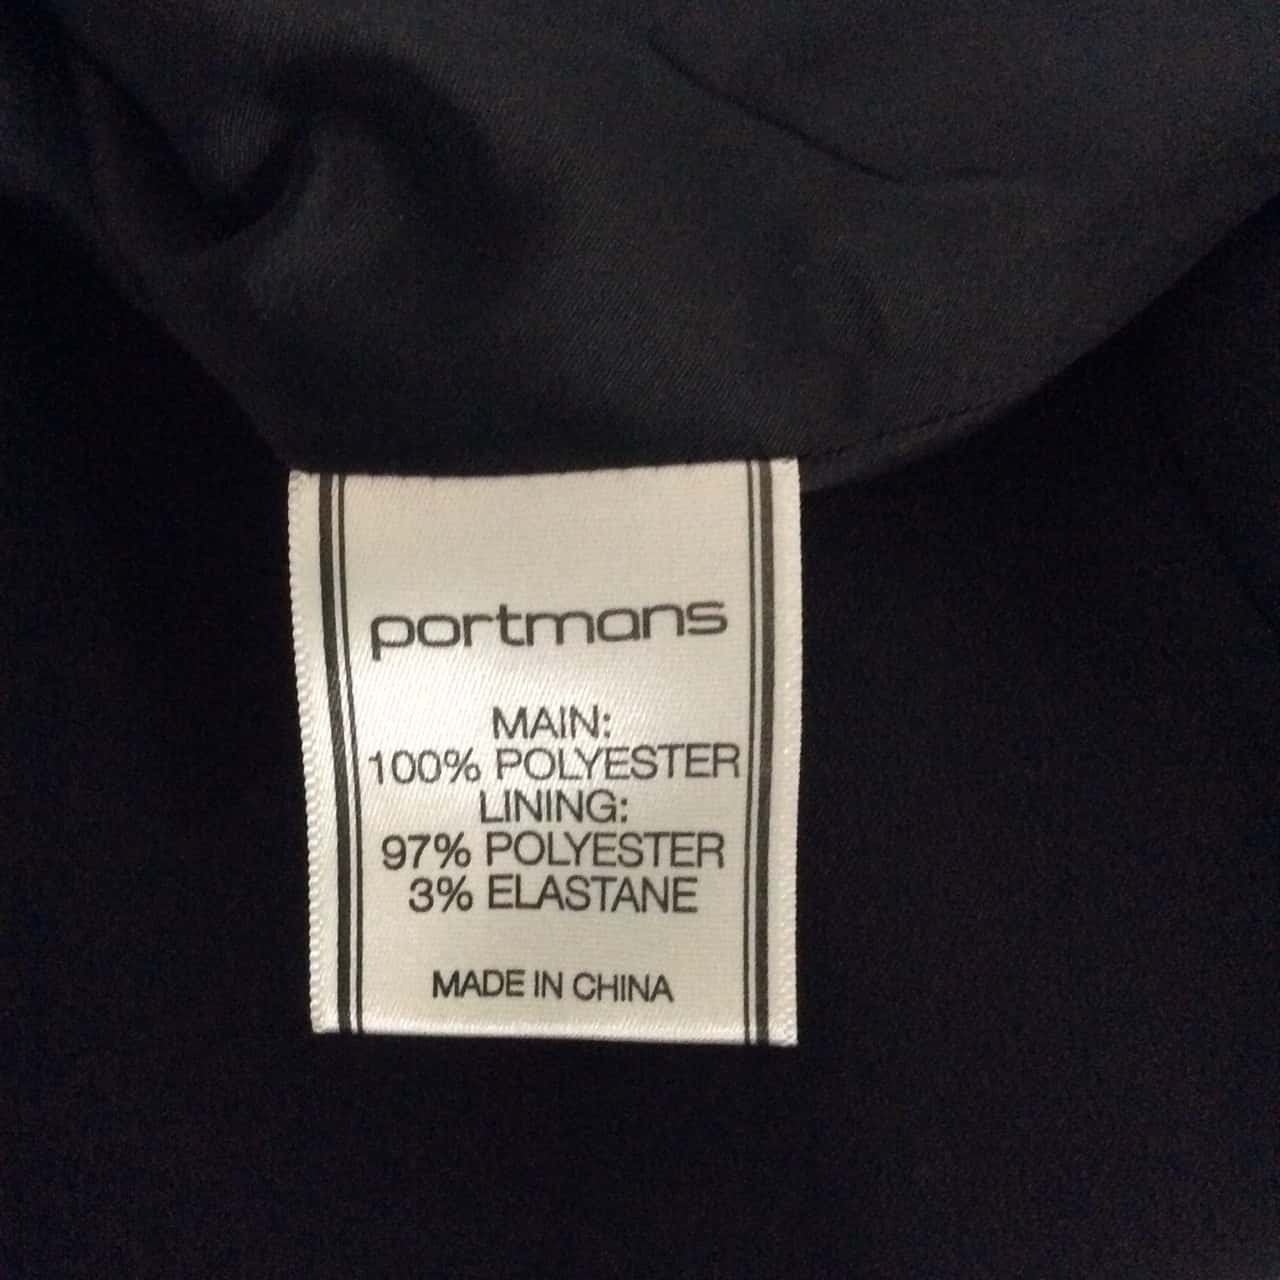 portmans
MAIN:
100% POLYESTER
LINING:
97% POLYESTER
3% ELASTANE
MADE IN CHINA